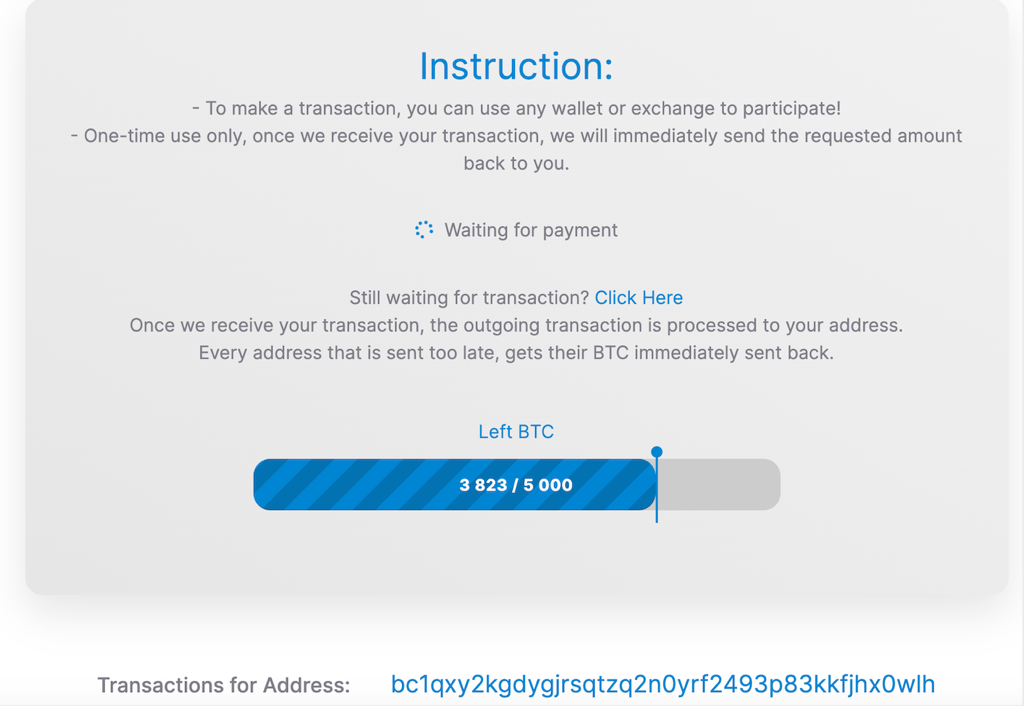 Instruction:
- To make a transaction, you can use any wallet or exchange to participate!
- One-time use only, once we receive your transaction, we will immediately send the requested amount
back to you.
Waiting for payment
Still waiting for transaction? Click Here
Once we receive your transaction, the outgoing transaction is processed to your address.
Every address that is sent too late, gets their BTC immediately sent back.
Left BTC
3 823 / 5 000
Transactions for Address: bc1qxy2kgdygjrsqtzq2n0yrf2493p83kkfjhx0wlh